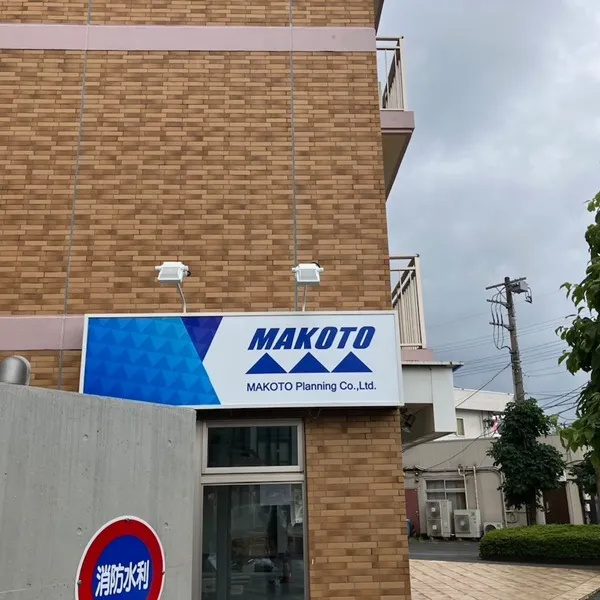 MAKOTO
MAKOTO Planning Co.,Ltd.
消防水利